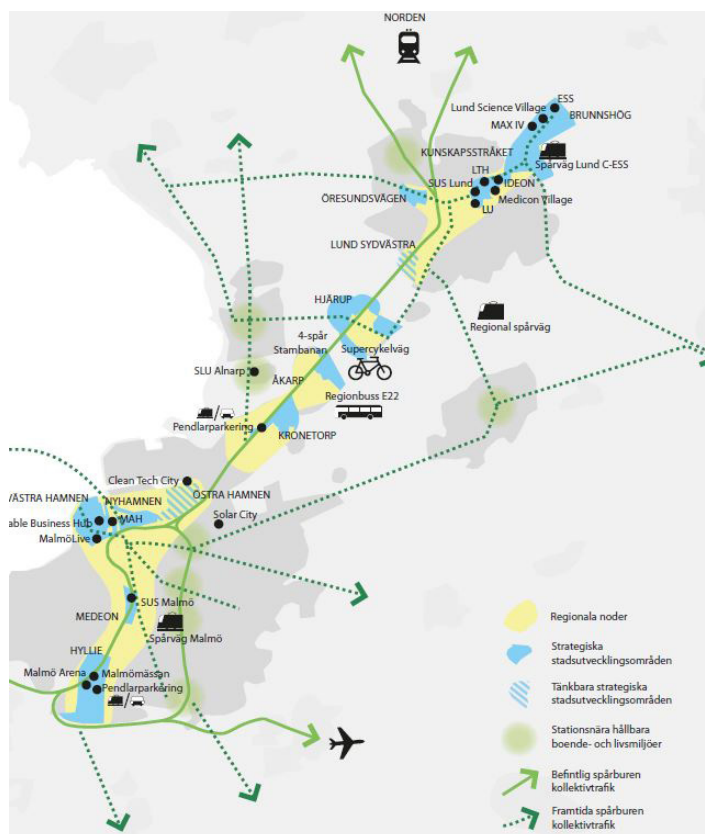 NORDEN
ESS
Lund Science Village
BRUNNSHÖG
MAX IV
KUNSKAPSSTRÅKET
Spårväg Lund C-ESS
LTH
SUS Lund
IDEON
ÖRESUNDSVÄGEN
Medicon Village
LU
LUND SYDVÄSTRA
HJÄRUP
Regional spårväg
4-spår
Stambanan
Supercykelväg
SLU Alnarp
ÅKARP
Regionbuss E22
Pendlarparkering
KRONETORP
Clean Tech City
VÄSTRA HAMNEN
NYHAMNEN
ÖSTRA HAMNEN
able Business Hub
MAH
Solar City
MalmöLive
SUS Malmö
MEDEON
Spårväg Malmö
HYLLIE
Malmö Arena
Malmömässan
Pendlarparkering
Regionala noder
Strategiska
stadsutvecklingsområden
Tänkbara strategiska
stadsutvecklingsområden
Stationsnära hållbara
boende- och livsmiljöer
Befintlig spårburen
kollektivtrafik
Framtida spårburen
kollektivtrafik